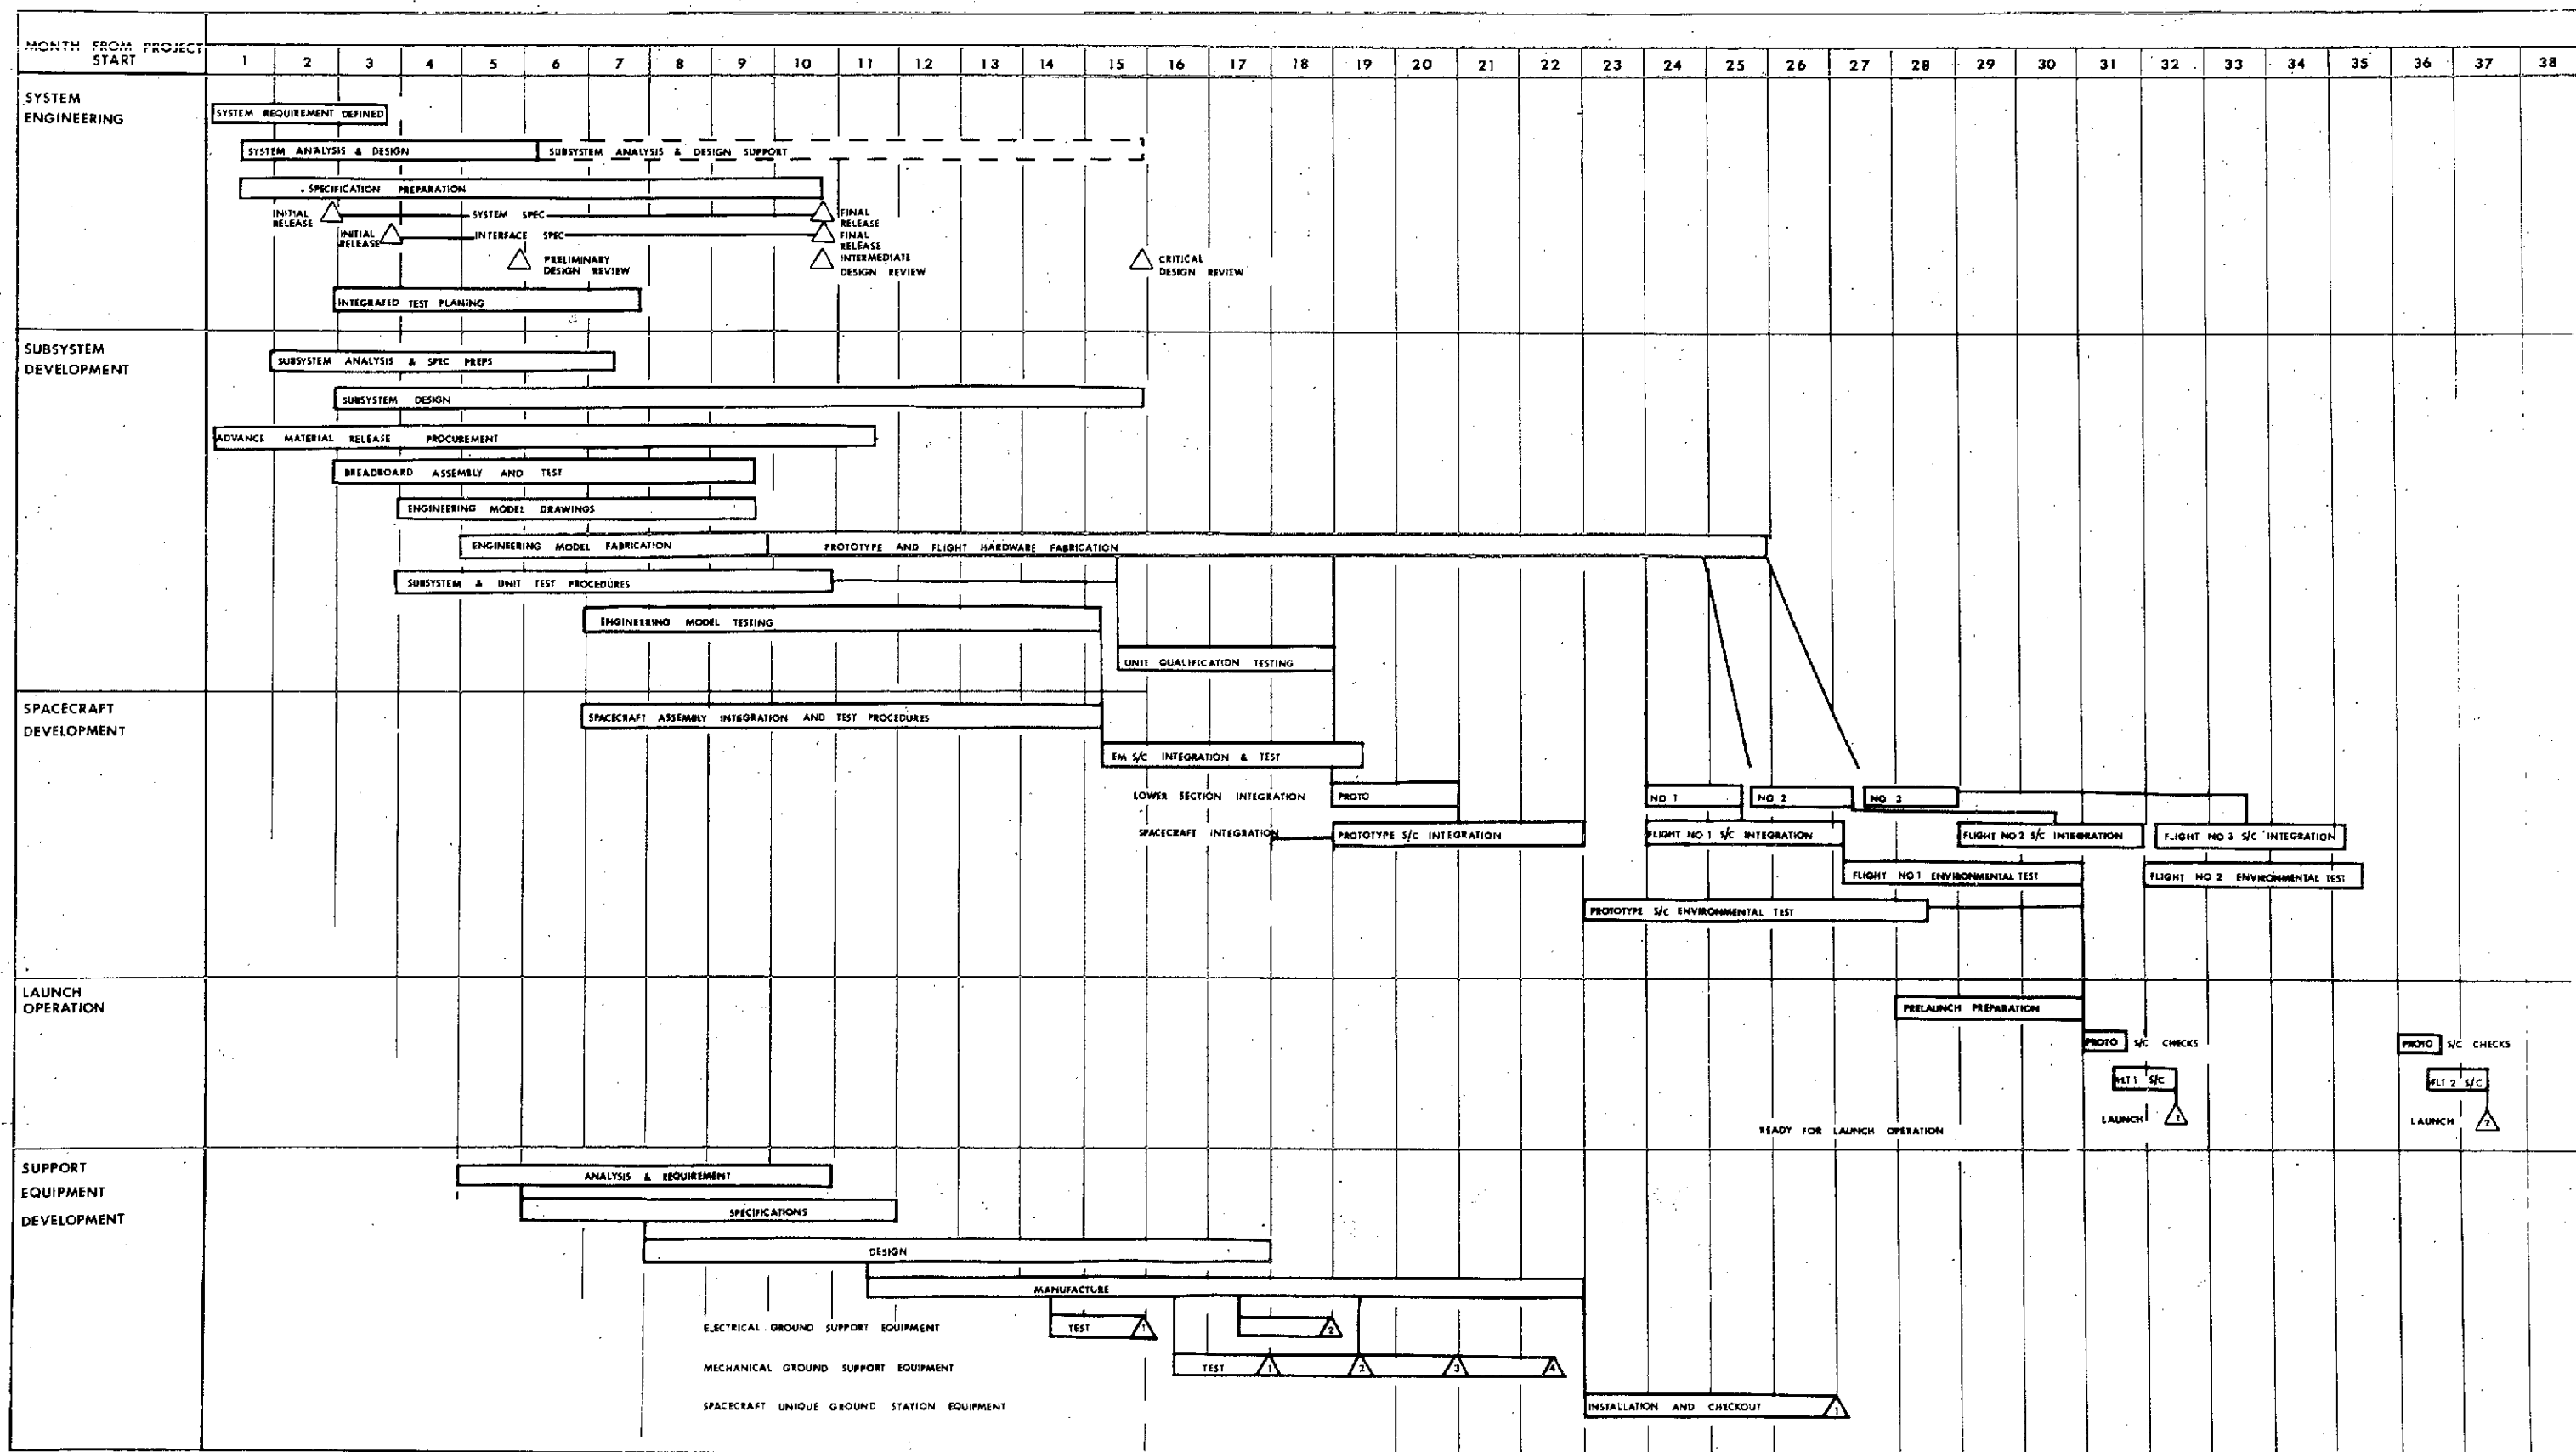 MONTH FROM PROJECT
START
1 2 3 4 5 6 7 8 9 10 11 12 13 14 15 16 17 18 19 20 21 22 23 24 25 26 27 28 29 30 31 32 33 34 35 36 37 38
SYSTEM
ENGINEERING
SYSTEM REQUIREMENT DEFINED
SYSTEM ANALYSIS & DESIGN
SUBSYSTEM ANALYSIS & DESIGN SUPPORT
SPECIFICATION PREPARATION
INITIAL
RELEASE
SYSTEM SPEC
FINAL
RELEASE
INITIAL
RELEASE
INTERFACE SPEC
FINAL
RELEASE
PRELIMINARY
DESIGN REVIEW
INTERMEDIATE
DESIGN REVIEW
CRITICAL
DESIGN REVIEW
INTEGRATED TEST PLANING
SUBSYSTEM
DEVELOPMENT
SUBSYSTEM ANALYSIS & SPEC PREPS
SUBSYSTEM DESIGN
ADVANCE MATERIAL RELEASE PROCUREMENT
BREADBOARD ASSEMBLY AND TEST
ENGINEERING MODEL DRAWINGS
ENGINEERING MODEL FABRICATION
PROTOTYPE AND FLIGHT HARDWARE FABRICATION
SUBSYSTEM & UNIT TEST PROCEDURES
ENGINEERING MODEL TESTING
UNIT QUALIFICATION TESTING
SPACECRAFT
DEVELOPMENT
SPACECRAFT ASSEMBLY INTEGRATION AND TEST PROCEDURES
EM S/C INTEGRATION & TEST
LOWER SECTION INTEGRATION
PROTO
NO 1
NO 2
NO 3
SPACECRAFT INTEGRATION
PROTOTYPE S/C INTEGRATION
FLIGHT NO 1 S/C INTEGRATION
FLIGHT NO 2 S/C INTEGRATION
FLIGHT NO 3 S/C INTEGRATION
FLIGHT NO 1 ENVIRONMENTAL TEST
FLIGHT NO 2 ENVIRONMENTAL TEST
PROTOTYPE S/C ENVIRONMENTAL TEST
LAUNCH
OPERATION
PRELAUNCH PREPARATION
PROTO S/C CHECKS
PROTO S/C CHECKS
FLT 1 S/C
FLT 2 S/C
LAUNCH 1
LAUNCH 2
READY FOR LAUNCH OPERATION
SUPPORT
EQUIPMENT
DEVELOPMENT
ANALYSIS & REQUIREMENT
SPECIFICATIONS
DESIGN
MANUFACTURE
ELECTRICAL GROUND SUPPORT EQUIPMENT
TEST 1 2
MECHANICAL GROUND SUPPORT EQUIPMENT
TEST 1 2 3 4
SPACECRAFT UNIQUE GROUND STATION EQUIPMENT
INSTALLATION AND CHECKOUT 1